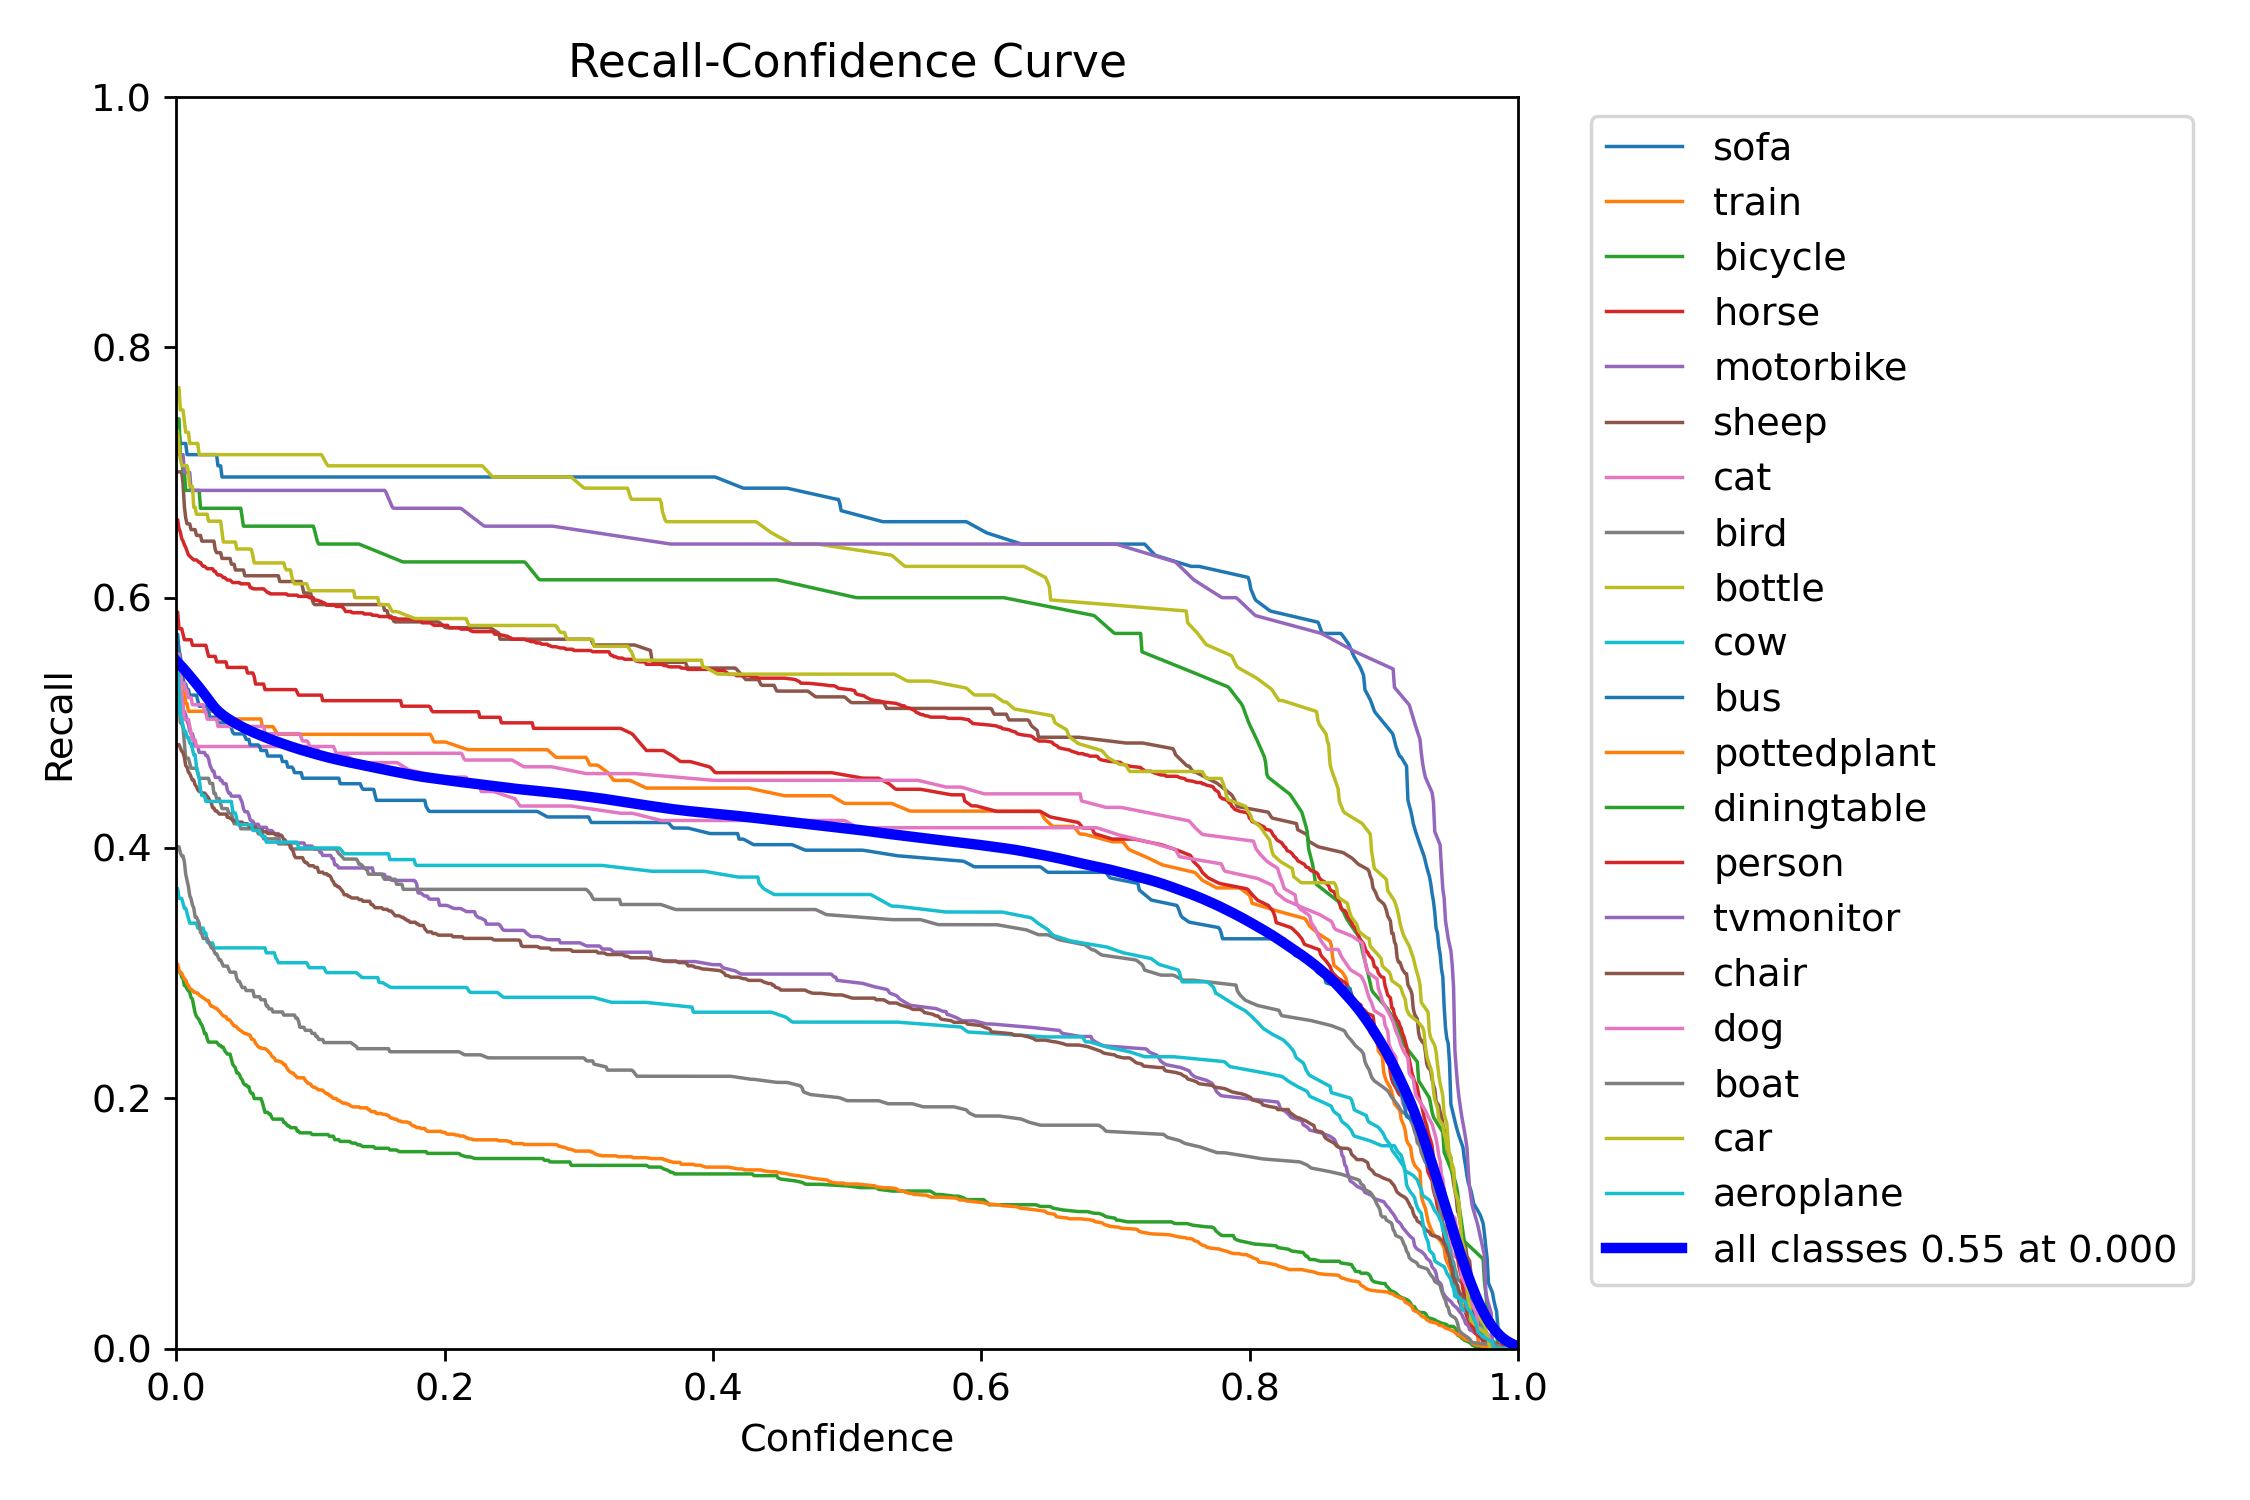 Recall-Confidence Curve
1.0
0.8
0.6
0.4
0.2
0.0
Recall
0.0 0.2 0.4 0.6 0.8 1.0
Confidence
sofa
train
bicycle
horse
motorbike
sheep
cat
bird
bottle
cow
bus
pottedplant
diningtable
person
tvmonitor
chair
dog
boat
car
aeroplane
all classes 0.55 at 0.000